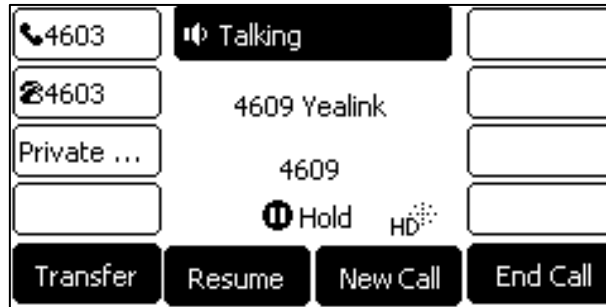 4603
Talking
4603
4609 Yealink
Private ...
4609
Hold
HD
Transfer
Resume
New Call
End Call